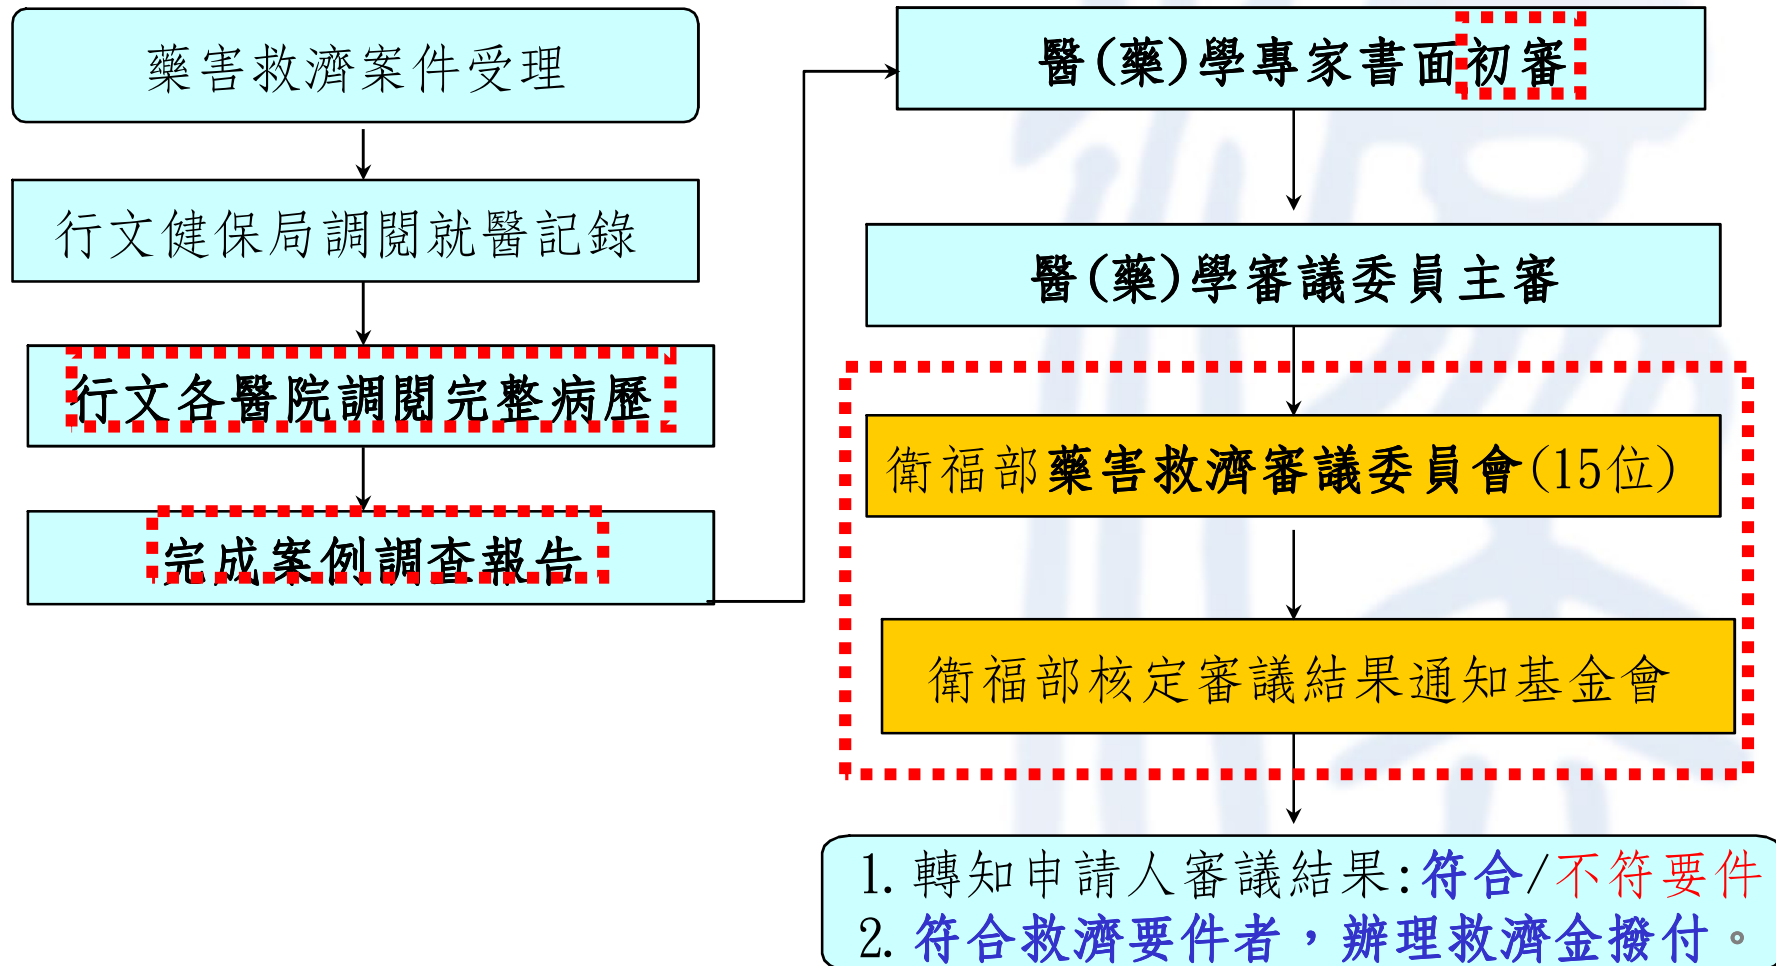 藥害救濟案件受理
行文健保局調閱就醫記錄
行文各醫院調閱完整病歷
完成案例調查報告
醫(藥)學專家書面初審
醫(藥)學審議委員主審
衛福部藥害救濟審議委員會(15位)
衛福部核定審議結果通知基金會
1. 轉知申請人審議結果:符合/不符要件
2. 符合救濟要件者，辦理救濟金撥付。